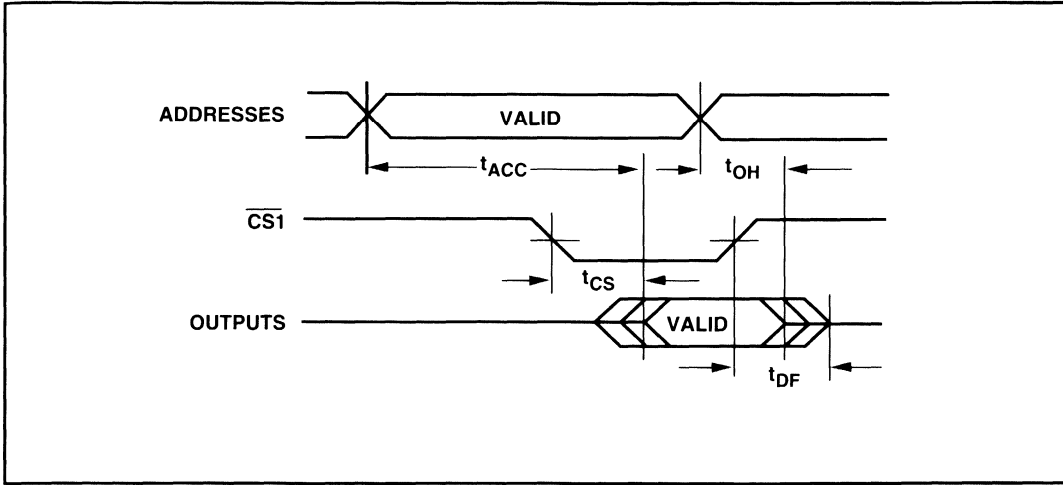 ADDRESSES
VALID
tACC
tOH
CS1
tCS
OUTPUTS
VALID
tDF